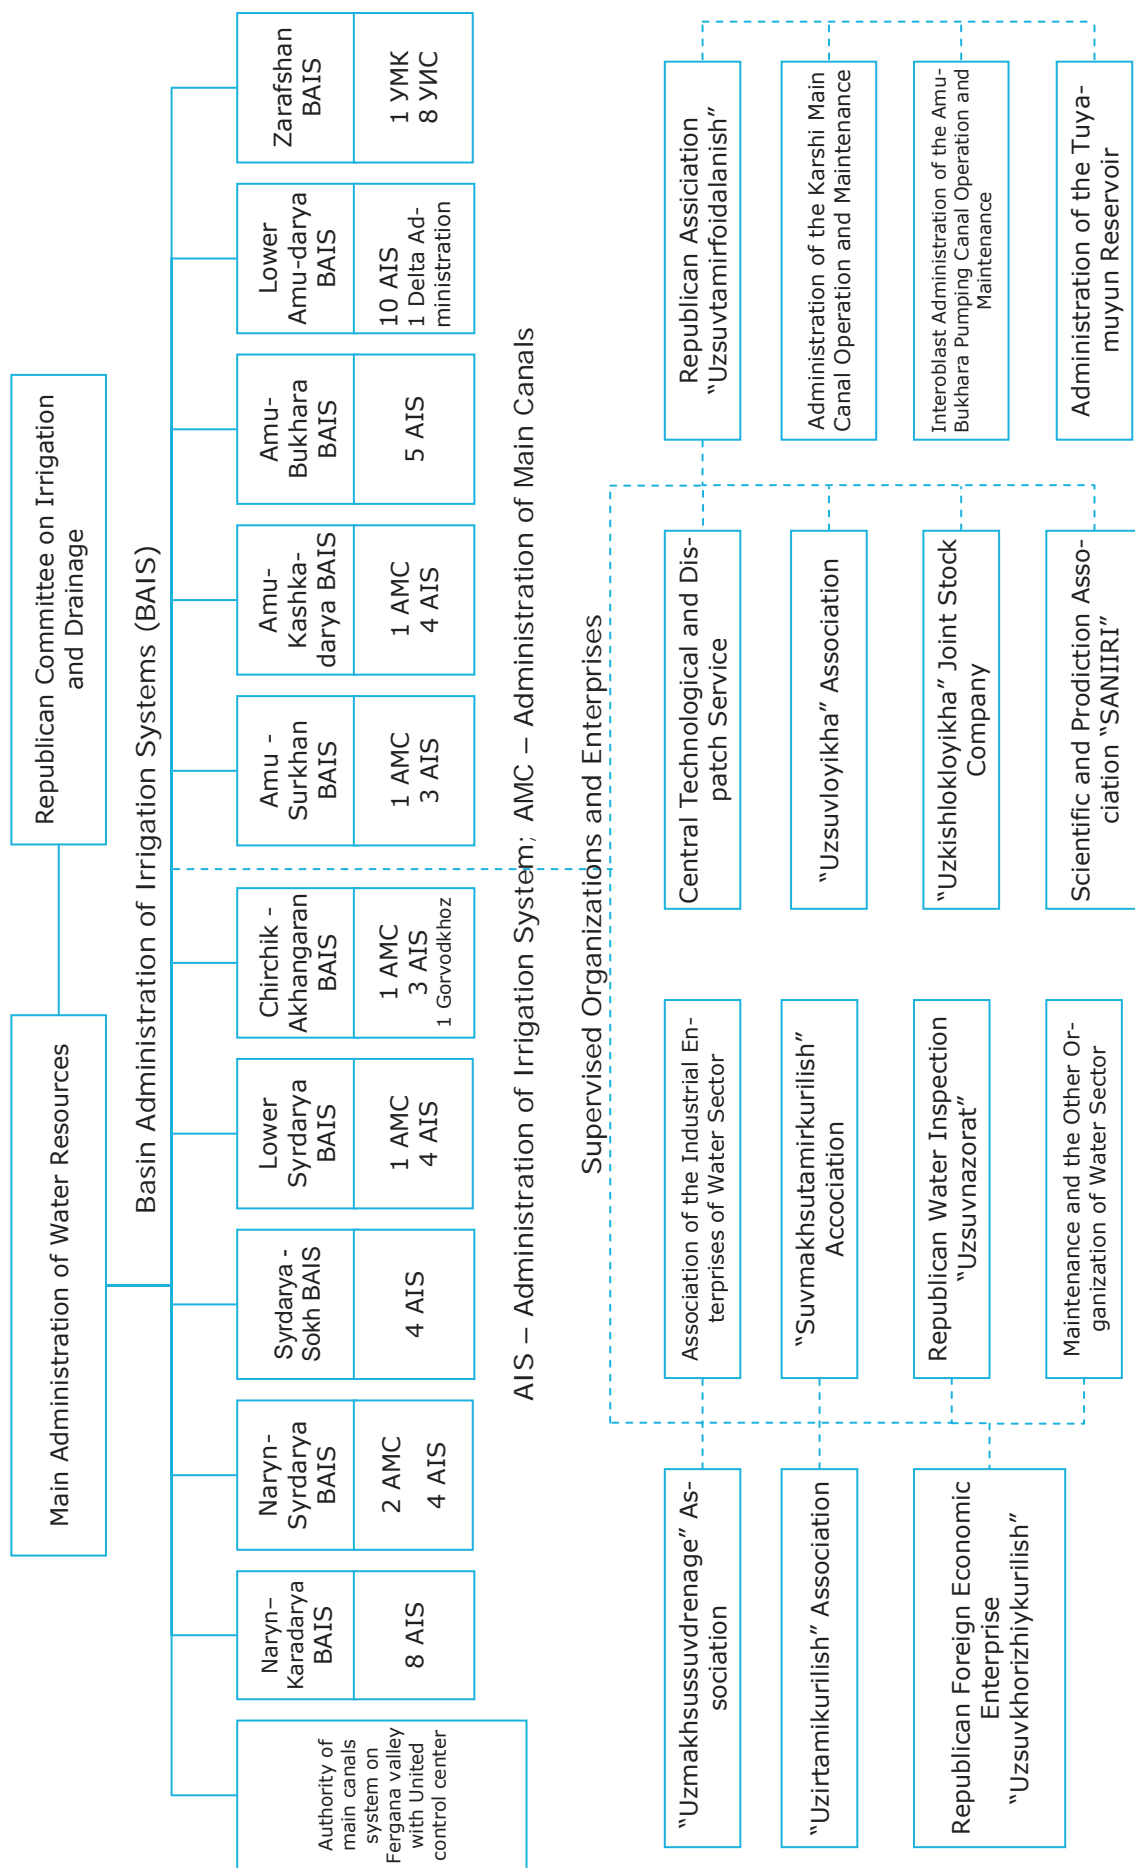 Main Administration of Water Resources
Republican Committee on Irrigation
and Drainage
Basin Administration of Irrigation Systems (BAIS)
Authority of
main canals
system on
Fergana valley
with United
control center
Naryn–
Karadarya
BAIS
8 AIS
Naryn-
Syrdarya
BAIS
2 AMC
4 AIS
Syrdarya -
Sokh BAIS
4 AIS
Lower
Syrdarya
BAIS
1 AMC
4 AIS
Chirchik -
Akhangaran
BAIS
1 AMC
3 AIS
1 Gorvodkhoz
Amu -
Surkhan
BAIS
1 AMC
3 AIS
Amu-
Kashka-
darya BAIS
1 AMC
4 AIS
Amu-
Bukhara
BAIS
5 AIS
Lower
Amu-darya
BAIS
10 AIS
1 Delta Ad-
ministration
Zarafshan
BAIS
1 УМК
8 УИС
AIS – Administration of Irrigation System; AMC – Administration of Main Canals
Supervised Organizations and Enterprises
“Uzmakhsussuvdrenage” As-
sociation
Association of the Industrial En-
terprises of Water Sector
Central Technological and Dis-
patch Service
Republican Assiciation
“Uzsuvtamirfoidalanish”
“Uzirtamikurilish” Association
“Suvmakhsutamirkurilish”
Accociation
“Uzsuvloyikha” Association
Administration of the Karshi Main
Canal Operation and Maintenance
Republican Foreign Economic
Enterprise
“Uzsuvkhorizhiykurilish”
Republican Water Inspection
“Uzsuvnazorat”
“Uzkishlokloyikha” Joint Stock
Company
Interoblast Administration of the Amu-
Bukhara Pumping Canal Operation and
Maintenance
Maintenance and the Other Or-
ganization of Water Sector
Scientific and Prodiction Asso-
ciation “SANIIRI”
Administration of the Tuya-
muyun Reservoir